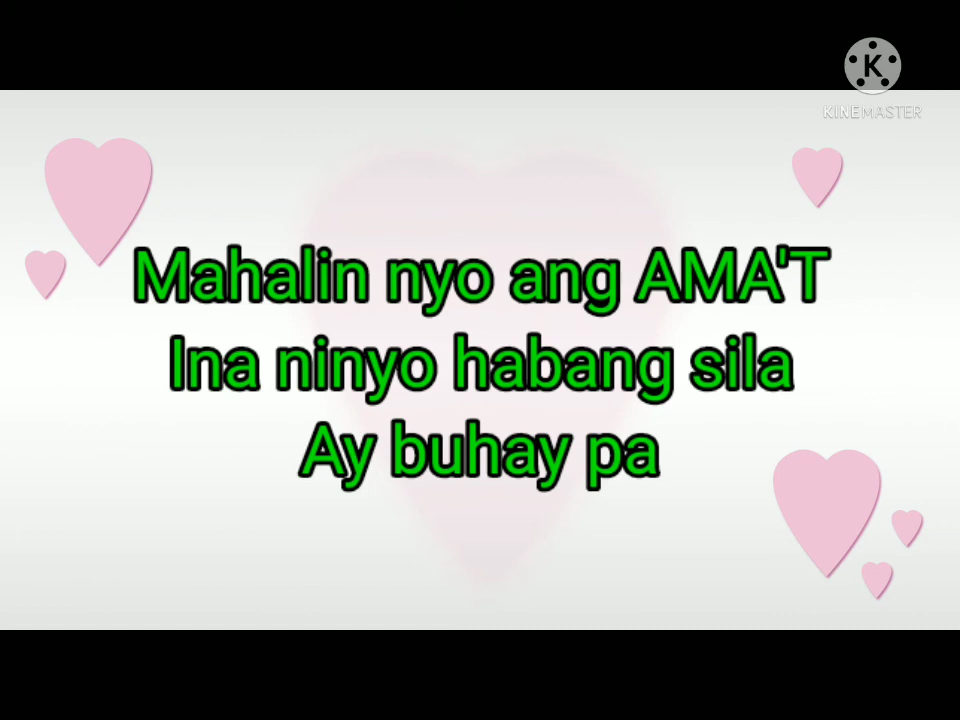 K
KINEMASTER
Mahalin nyo ang AMA'T
Ina ninyo habang sila
Ay buhay pa